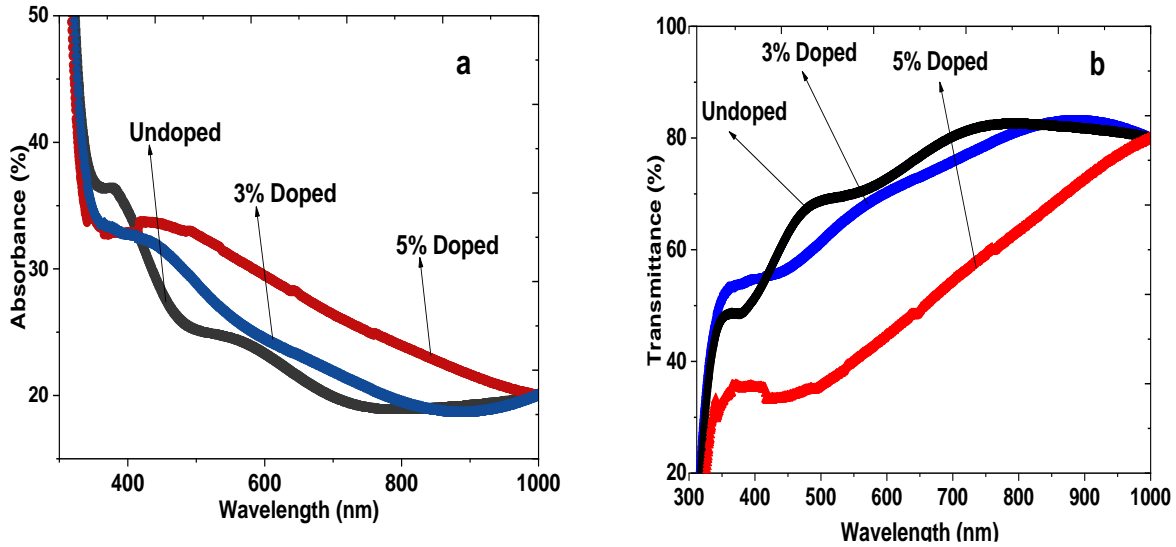 a
Undoped
3% Doped
5% Doped
Absorbance (%)
50
40
30
20
400
600
800
1000
Wavelength (nm)
b
3% Doped
5% Doped
Undoped
Transmittance (%)
100
80
60
40
20
300
400
500
600
700
800
900
1000
Wavelength (nm)